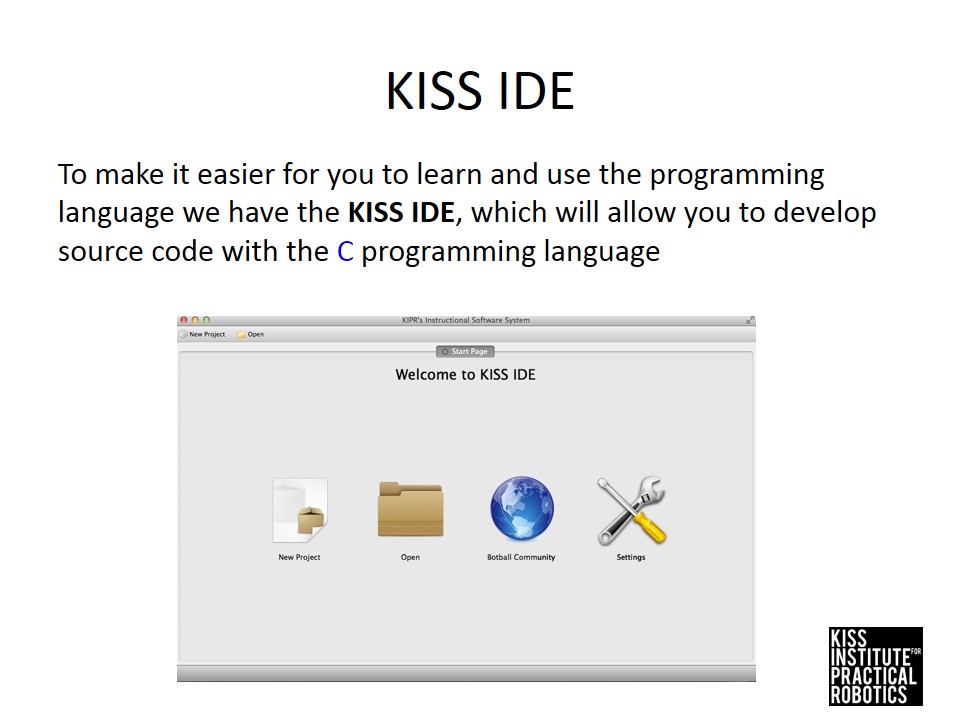 KISS IDE
To make it easier for you to learn and use the programming
language we have the KISS IDE, which will allow you to develop
source code with the C programming language
KIPR's Instructional Software System
New Project Open
Start Page
Welcome to KISS IDE
New Project Open Botball Community Settings
KISS
INSTITUTE FOR
PRACTICAL
ROBOTICS